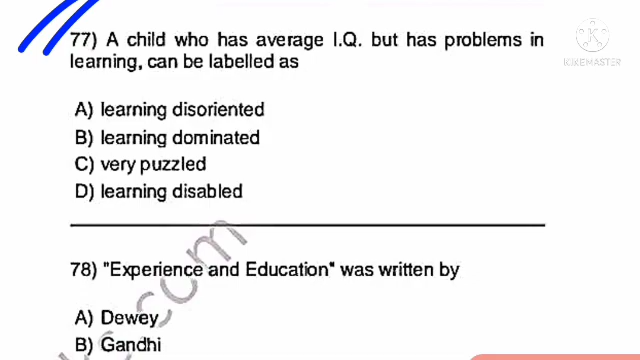 KINEMASTER
77) A child who has average I.Q. but has problems in
learning, can be labelled as
A) learning disoriented
B) learning dominated
C) very puzzled
D) learning disabled
78) "Experience and Education" was written by
A) Dewey
B) Gandhi